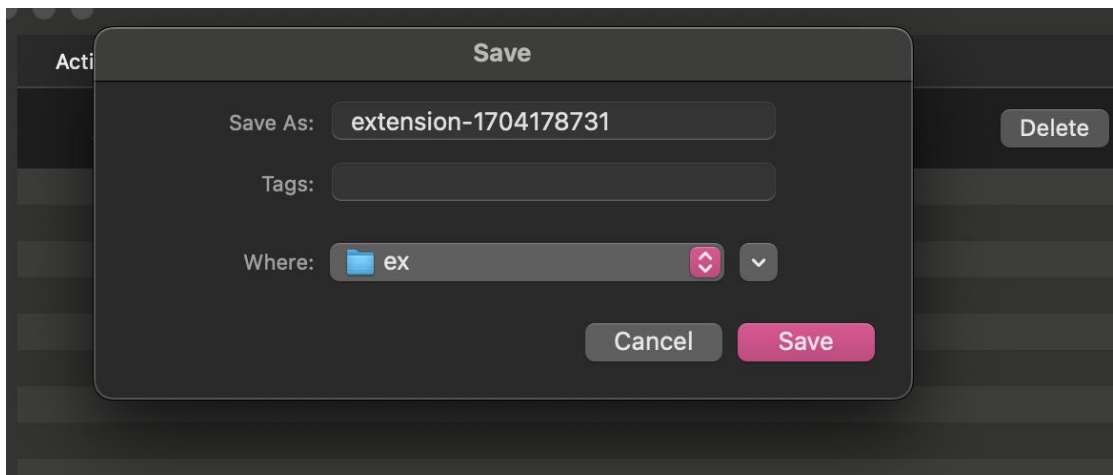 Save
Acti
Save As: extension-1704178731
Delete
Tags:
Where: ex
Cancel Save